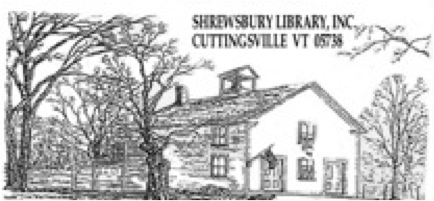 SHREWSBURY LIBRARY, INC.
CUTTINGSVILLE VT 05738